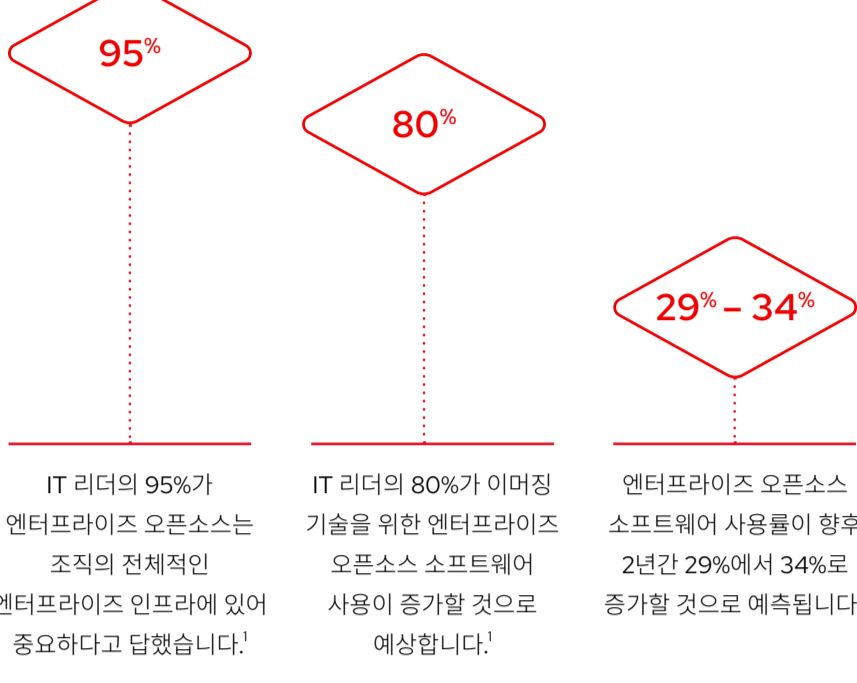 95%
80%
29% – 34%
IT 리더의 95%가
엔터프라이즈 오픈소스는
조직의 전체적인
엔터프라이즈 인프라에 있어
중요하다고 답했습니다.1
IT 리더의 80%가 이머징
기술을 위한 엔터프라이즈
오픈소스 소프트웨어
사용이 증가할 것으로
예상합니다.1
엔터프라이즈 오픈소스
소프트웨어 사용률이 향후
2년간 29%에서 34%로
증가할 것으로 예측됩니다